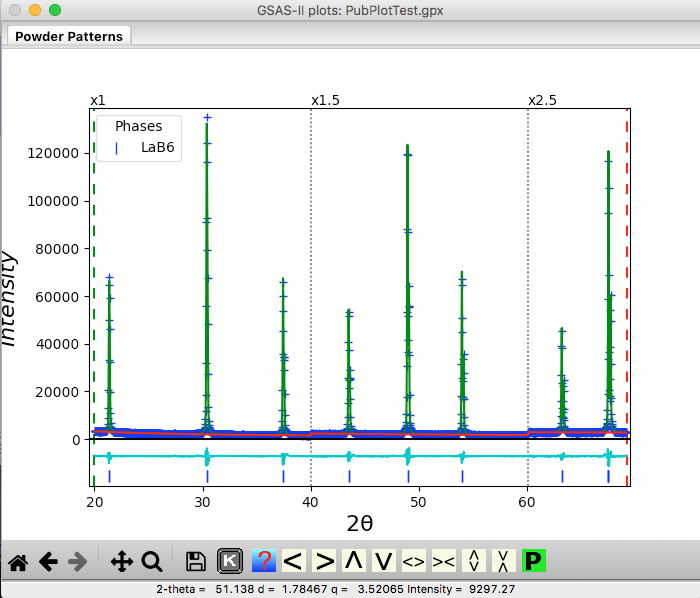 GSAS-II plots: PubPlotTest.gpx
Powder Patterns
x1 x1.5 x2.5
Phases
LaB6
120000
100000
80000
60000
40000
20000
0
Intensity
20 30 40 50 60
2θ
K ? < > Λ V <> >< P
2-theta = 51.138 d = 1.78467 q = 3.52065 Intensity = 9297.27